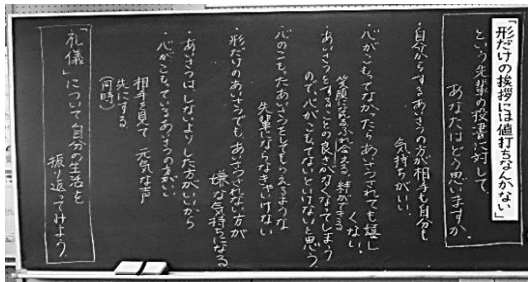 「形だけの挨拶には値打ちなんかない」
という先輩の投書に対して、
あなたはどう思いますか。
・自分からするあいさつの方が相手も自分も
気持ちがいい。
・心がこもってなかったらあいさつされても嬉し
くない。
笑顔になる
絆ができる
・あいさつをすることの良さがなくなってしまう
ので、心がこもってないといけないと思う。
・心のこもったあいさつをしてもらえるような
先輩にならなきゃいけない
・形だけのあいさつでも、あいさつされない方が
嫌な気持ちになる
・あいさつはしないよりした方がいいから
・心がこもっているあいさつの方がいい
相手を見て 元気な声
先にする
(同時)
「礼儀」について自分の生活を
振り返ってみよう。